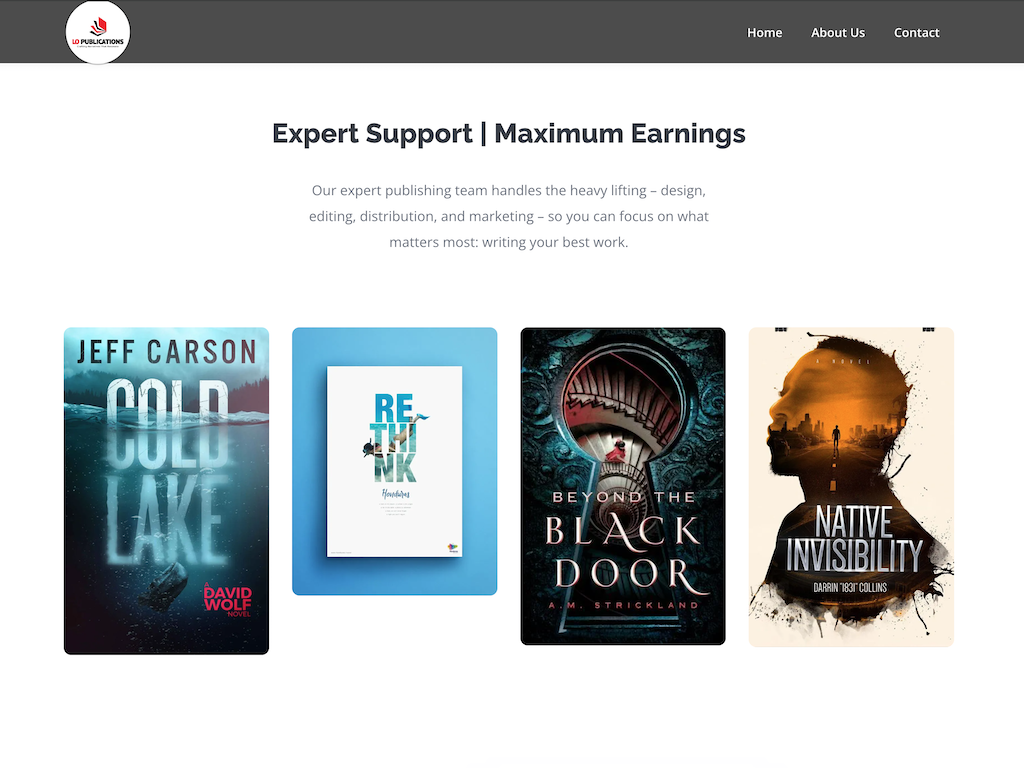 LO PUBLICATIONS
Home
About Us
Contact
Expert Support | Maximum Earnings
Our expert publishing team handles the heavy lifting – design,
editing, distribution, and marketing – so you can focus on what
matters most: writing your best work.
JEFF CARSON
COLD
LAKE
A
DAVID
WOLF
NOVEL
RE
THI
NK
Honduras
BEYOND THE
BLACK
DOOR
A.M. STRICKLAND
A NOVEL
NATIVE
INVISIBILITY
DARRIN "1831" COLLINS